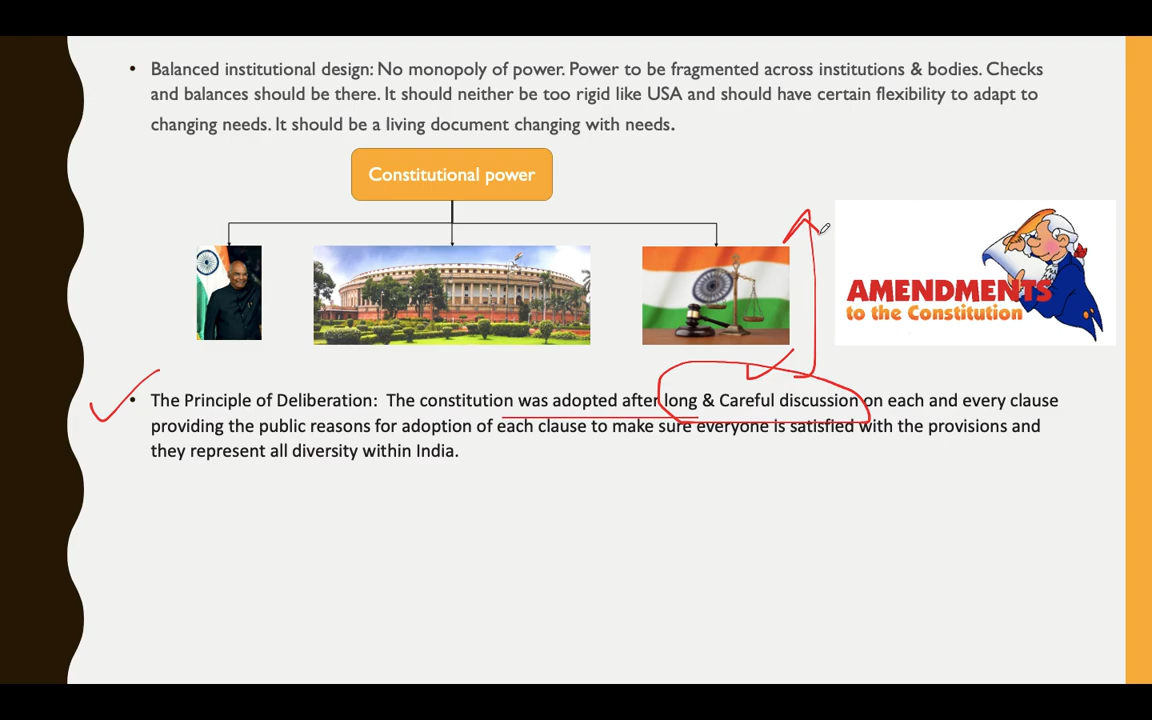 • Balanced institutional design: No monopoly of power. Power to be fragmented across institutions & bodies. Checks
and balances should be there. It should neither be too rigid like USA and should have certain flexibility to adapt to
changing needs. It should be a living document changing with needs.
Constitutional power
AMENDMENTS
to the Constitution
• The Principle of Deliberation: The constitution was adopted after long & Careful discussion on each and every clause
providing the public reasons for adoption of each clause to make sure everyone is satisfied with the provisions and
they represent all diversity within India.